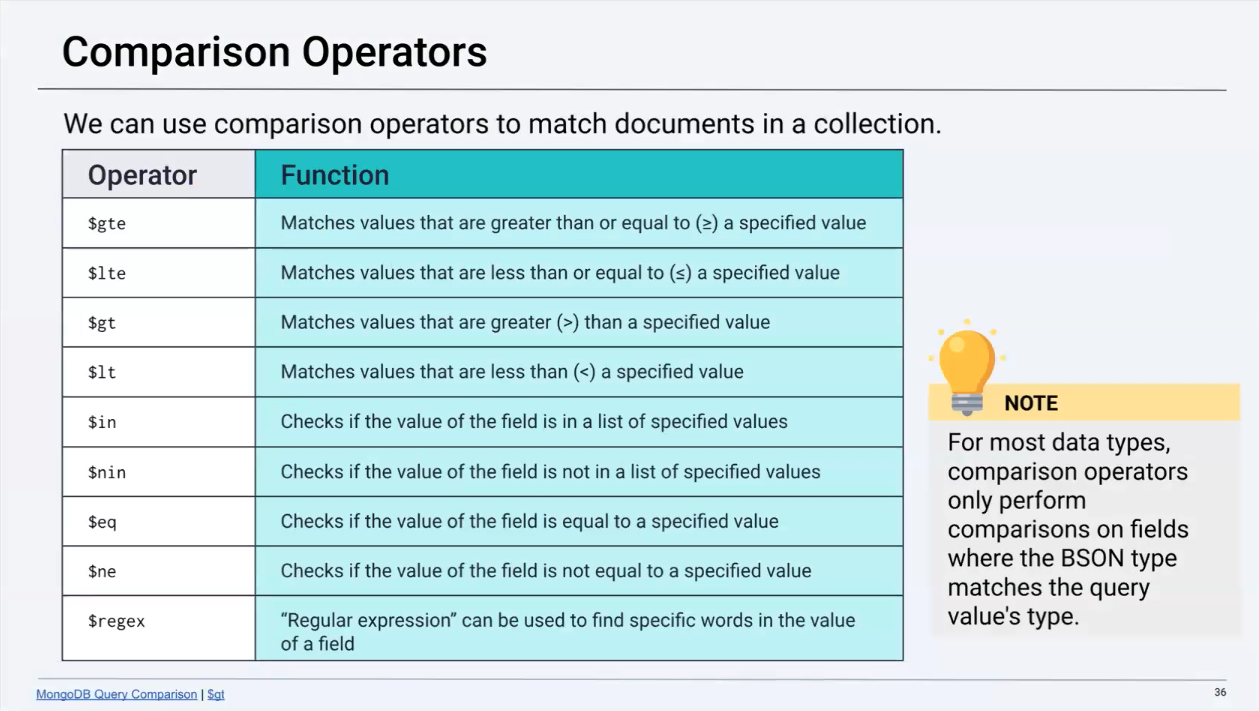 Comparison Operators
We can use comparison operators to match documents in a collection.
Operator Function
$gte Matches values that are greater than or equal to (≥) a specified value
$lte Matches values that are less than or equal to (≤) a specified value
$gt Matches values that are greater (>) than a specified value
$lt Matches values that are less than (<) a specified value
$in Checks if the value of the field is in a list of specified values
$nin Checks if the value of the field is not in a list of specified values
$eq Checks if the value of the field is equal to a specified value
$ne Checks if the value of the field is not equal to a specified value
$regex “Regular expression” can be used to find specific words in the value
of a field
NOTE
For most data types,
comparison operators
only perform
comparisons on fields
where the BSON type
matches the query
value's type.
MongoDB Query Comparison | $gt
36